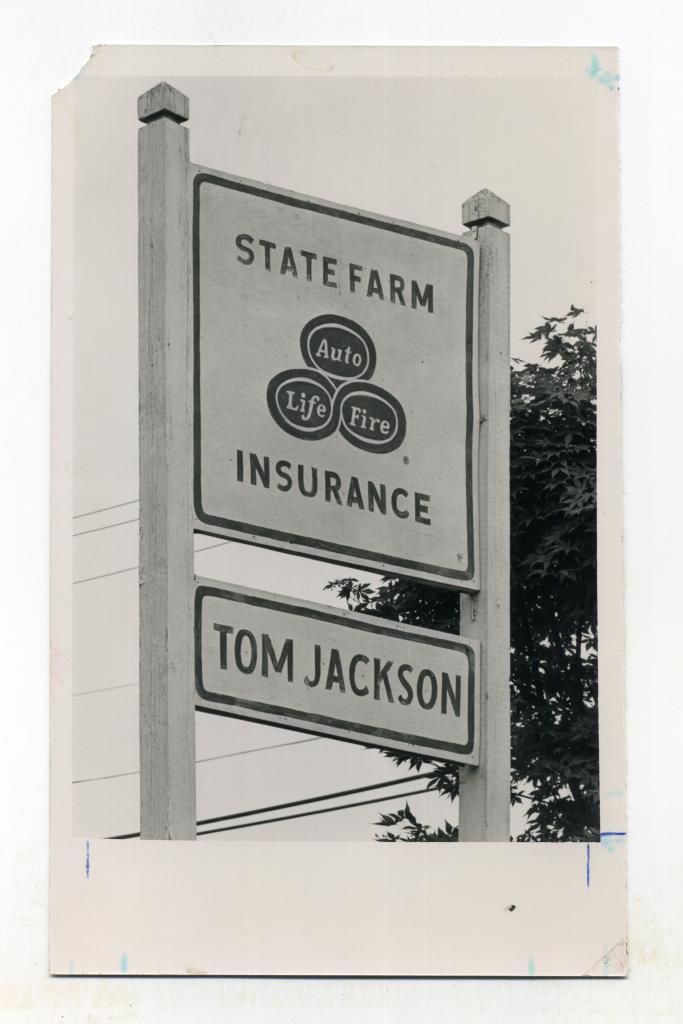 STATE FARM
Auto
Life Fire
®
INSURANCE
TOM JACKSON